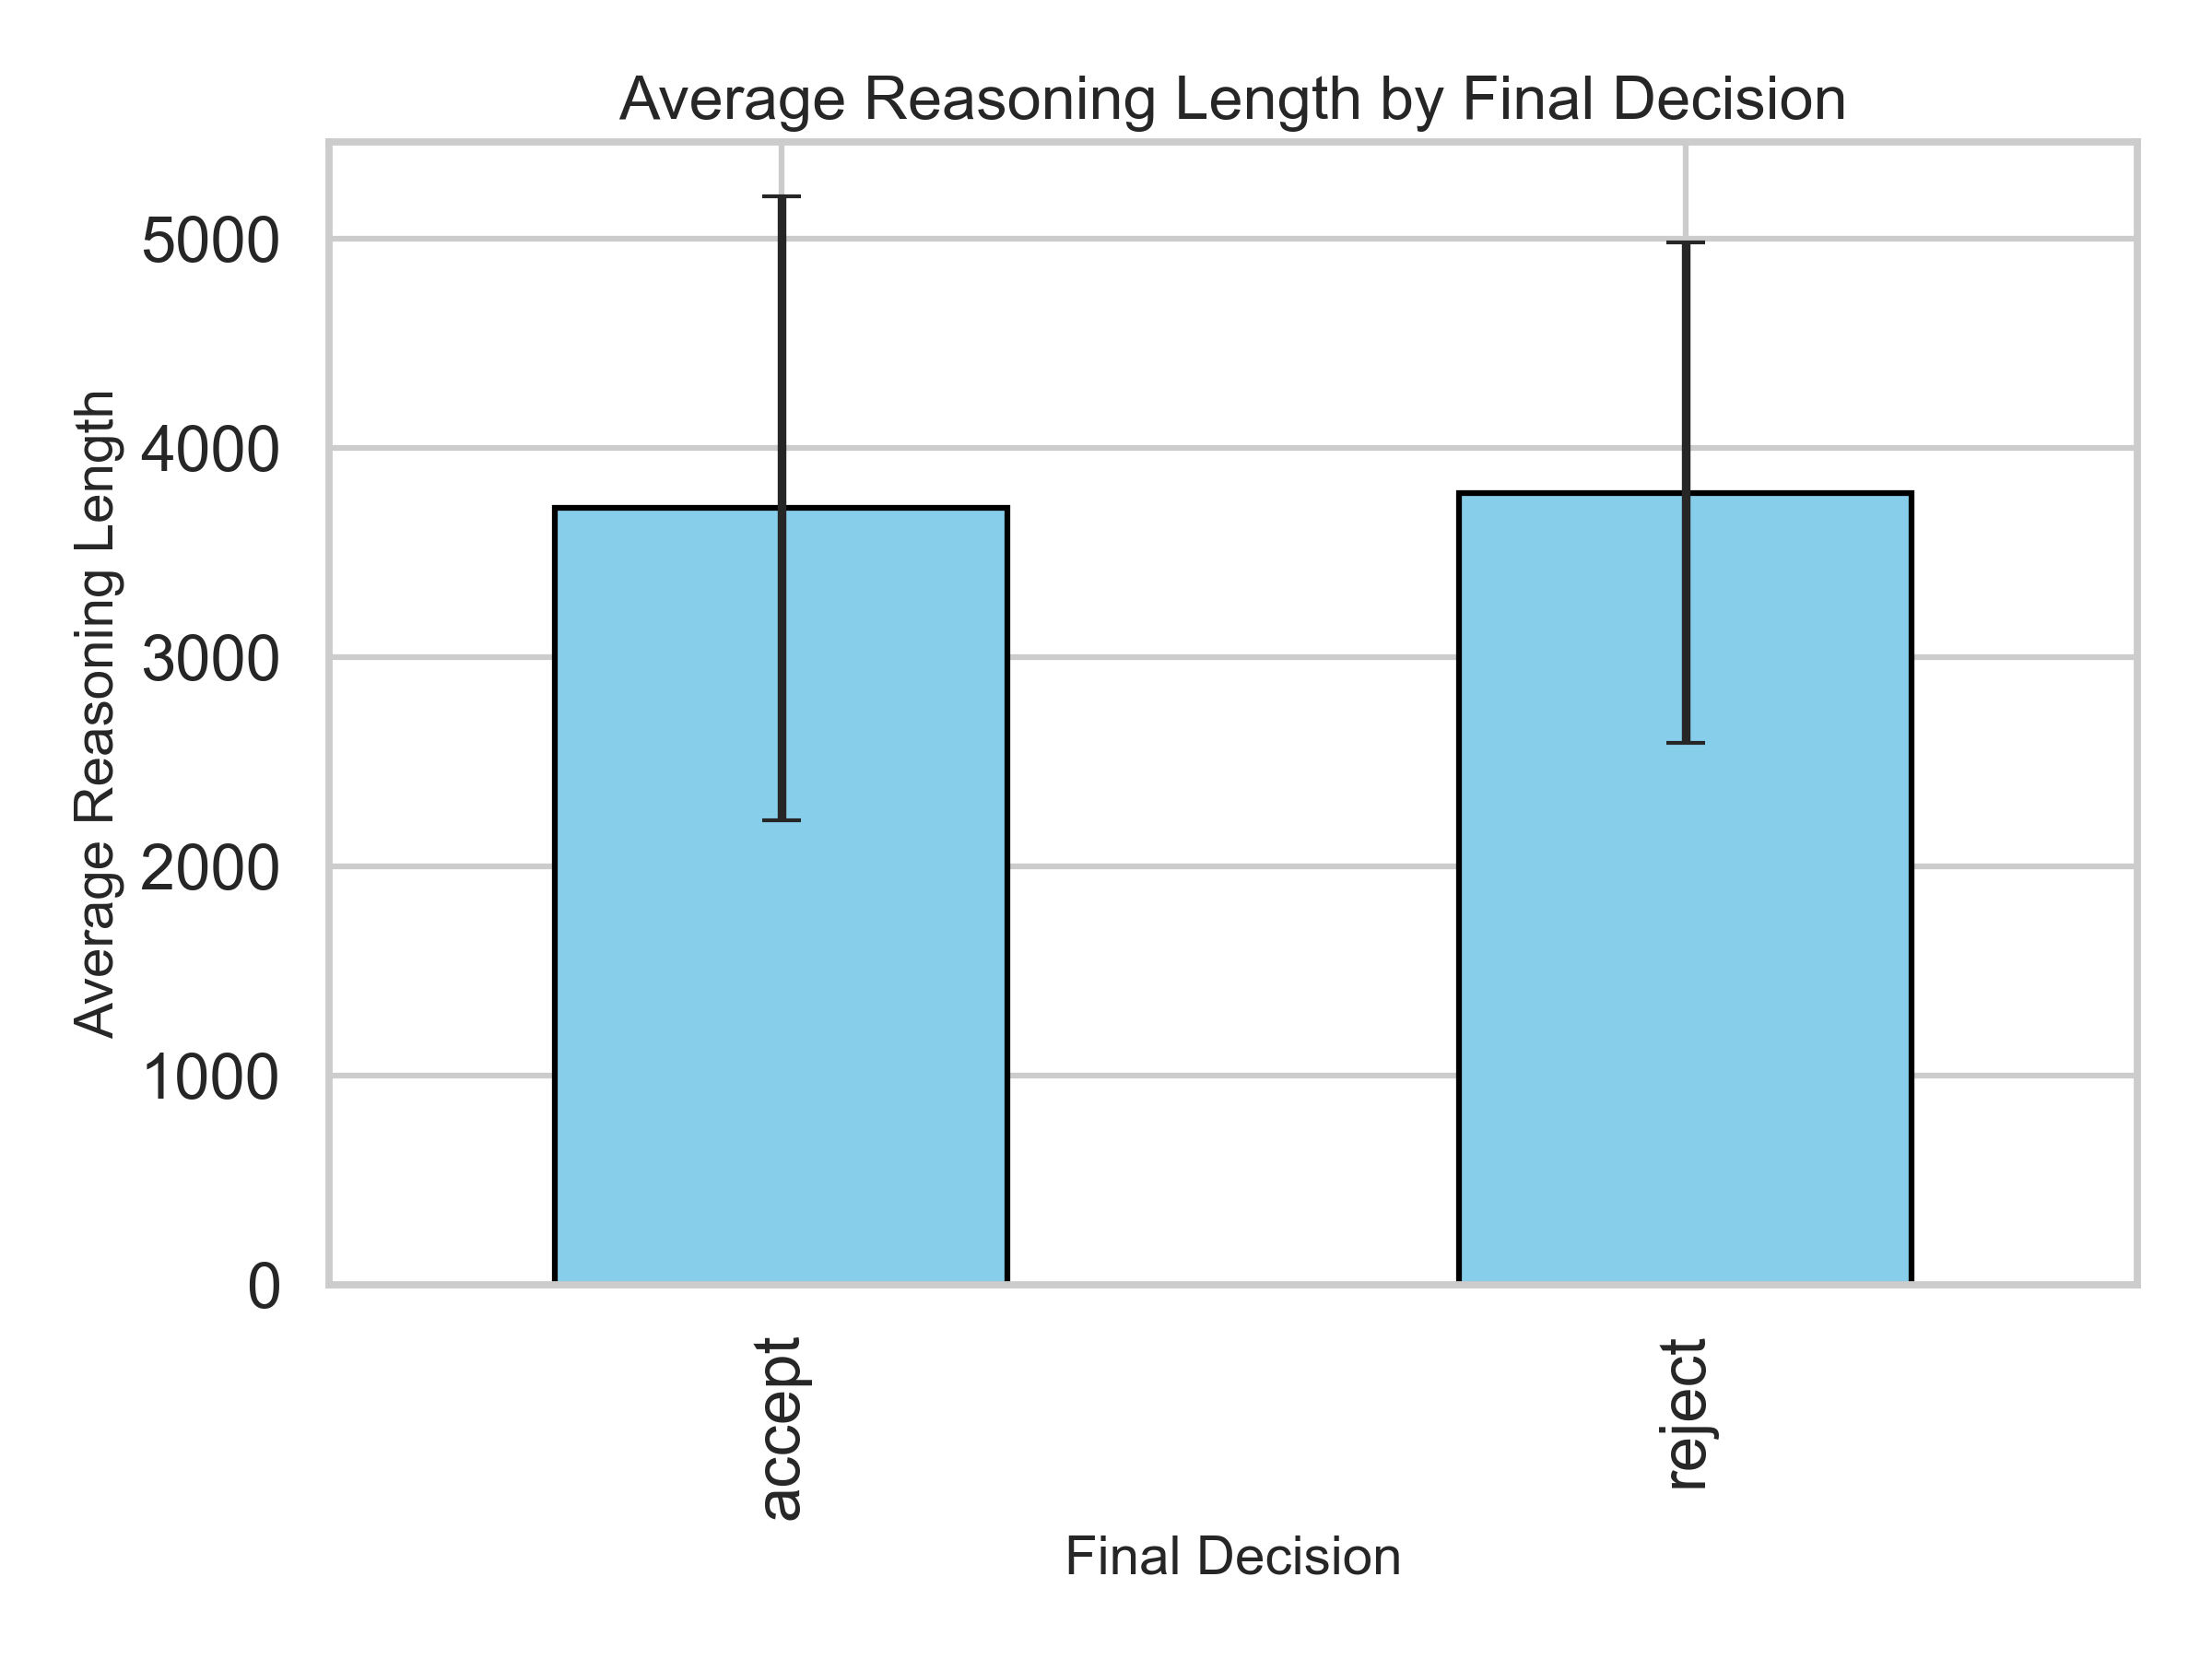 Average Reasoning Length by Final Decision
Average Reasoning Length
5000
4000
3000
2000
1000
0
accept
reject
Final Decision